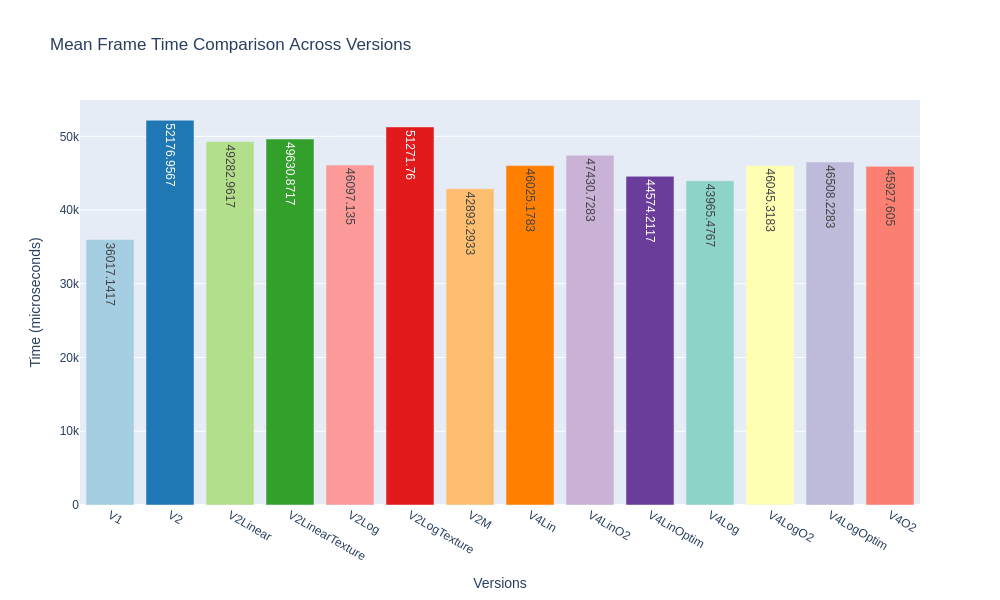 Mean Frame Time Comparison Across Versions
Time (microseconds)
50k
40k
30k
20k
10k
0
36017.1417
52176.9567
49282.9617
49630.8717
46097.135
51271.76
42893.2933
46025.1783
47430.7283
44574.2117
43965.4767
46045.3183
46508.2283
45927.605
V1
V2
V2Linear
V2LinearTexture
V2Log
V2LogTexture
V2M
V4Lin
V4LinO2
V4LinOptim
V4Log
V4LogO2
V4LogOptim
V4O2
Versions